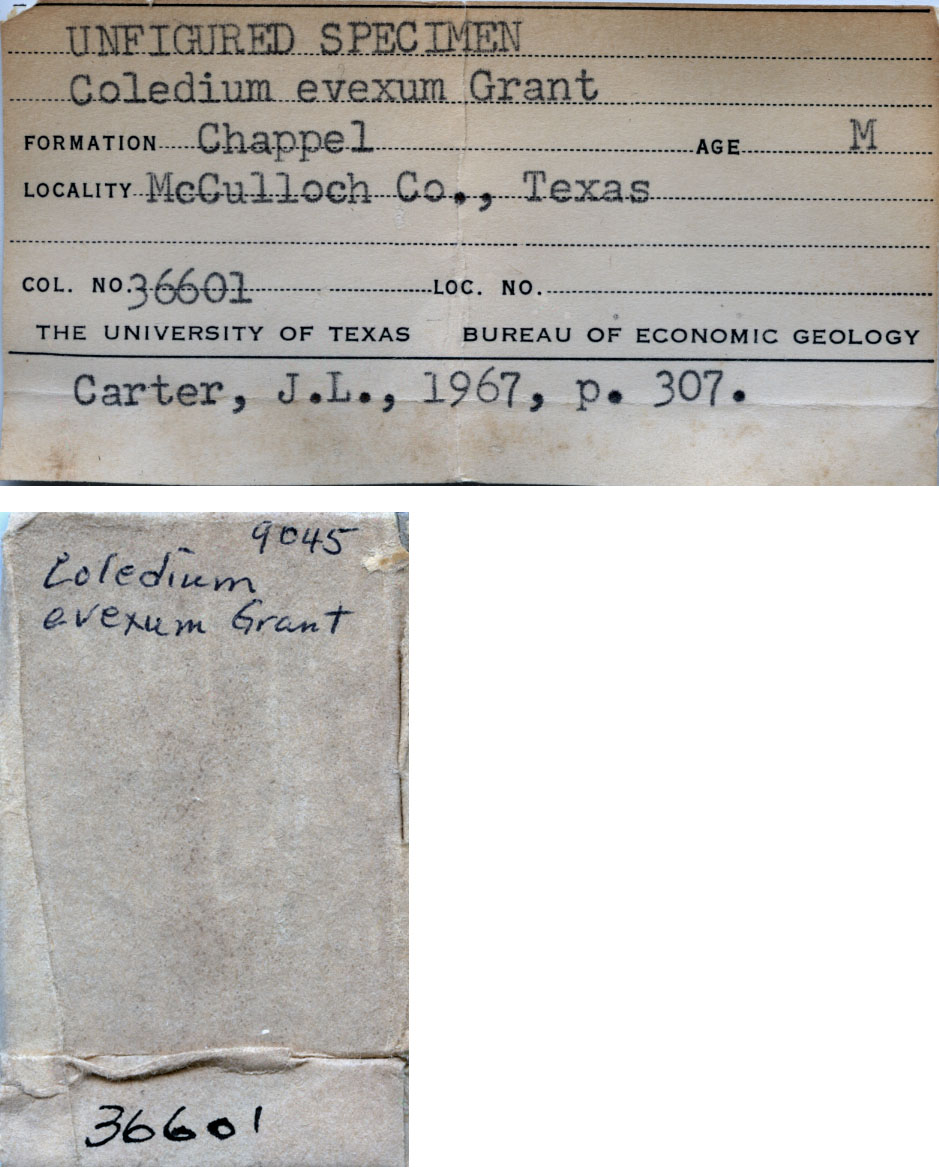 UNFIGURED SPECIMEN
Coledium evexum Grant
FORMATION Chappel AGE M
LOCALITY McCulloch Co., Texas
COL. NO. 36601 LOC. NO.
THE UNIVERSITY OF TEXAS BUREAU OF ECONOMIC GEOLOGY
Carter, J.L., 1967, p. 307.
9045
Coledium
evexum Grant
36601